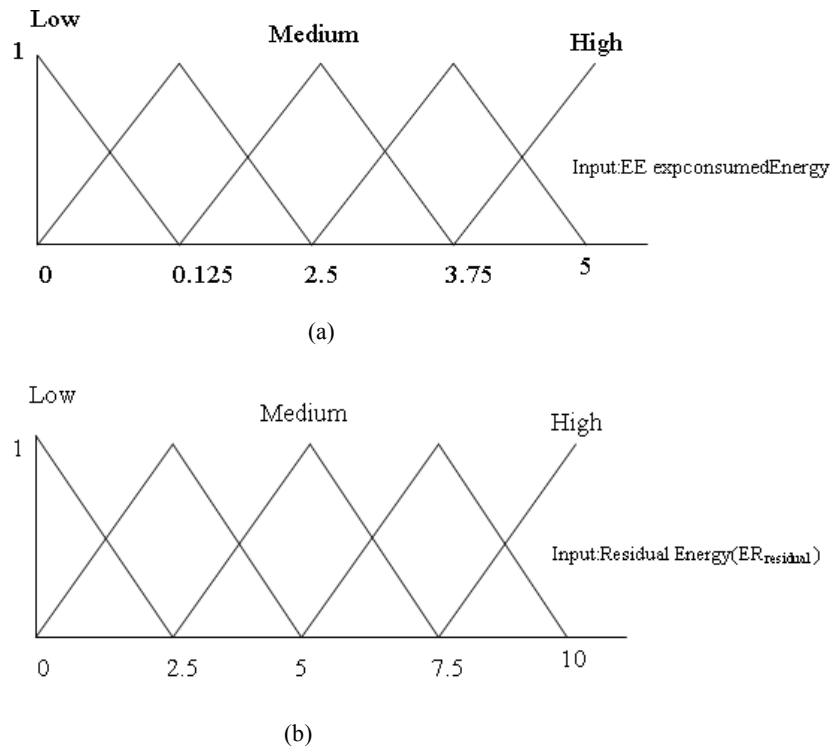 Low
Medium
High
1
Input:EE expconsumedEnergy
0
0.125
2.5
3.75
5
(a)
Low
Medium
High
1
Input:Residual Energy(ERresidual)
0
2.5
5
7.5
10
(b)